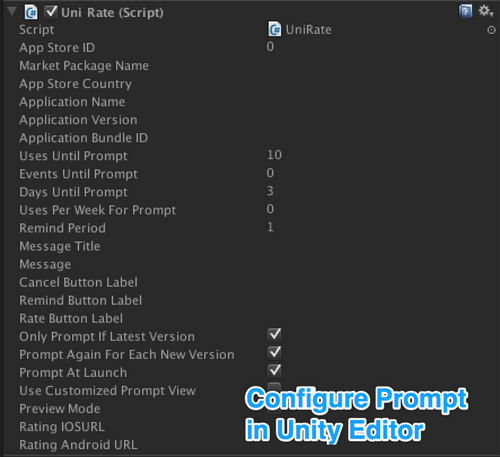 Uni Rate (Script)
Script UniRate
App Store ID 0
Market Package Name
App Store Country
Application Name
Application Version
Application Bundle ID
Uses Until Prompt 10
Events Until Prompt 0
Days Until Prompt 3
Uses Per Week For Prompt 0
Remind Period 1
Message Title
Message
Cancel Button Label
Remind Button Label
Rate Button Label
Only Prompt If Latest Version
Prompt Again For Each New Version
Prompt At Launch
Use Customized Prompt View
Preview Mode
Rating IOSURL
Rating Android URL
Configure Prompt
in Unity Editor